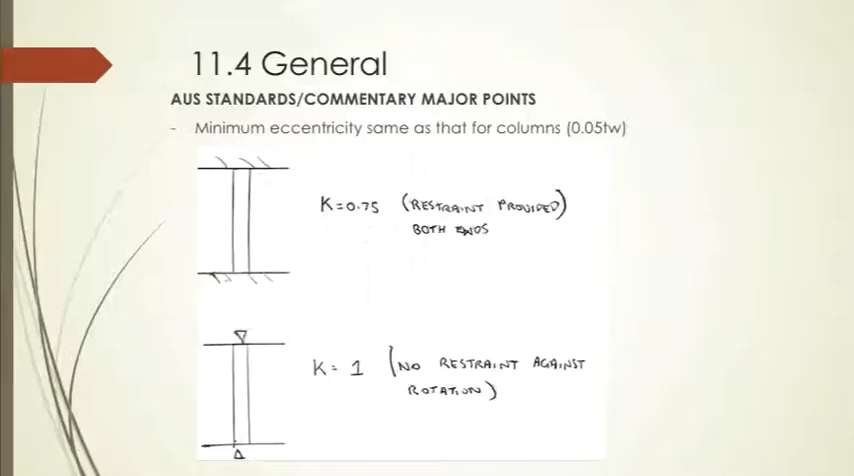 11.4 General
AUS STANDARDS/COMMENTARY MAJOR POINTS
- Minimum eccentricity same as that for columns (0.05tw)
K=0.75 (RESTRAINT PROVIDED)
BOTH ENDS
K= 1 (NO RESTRAINT AGAINST
ROTATION)